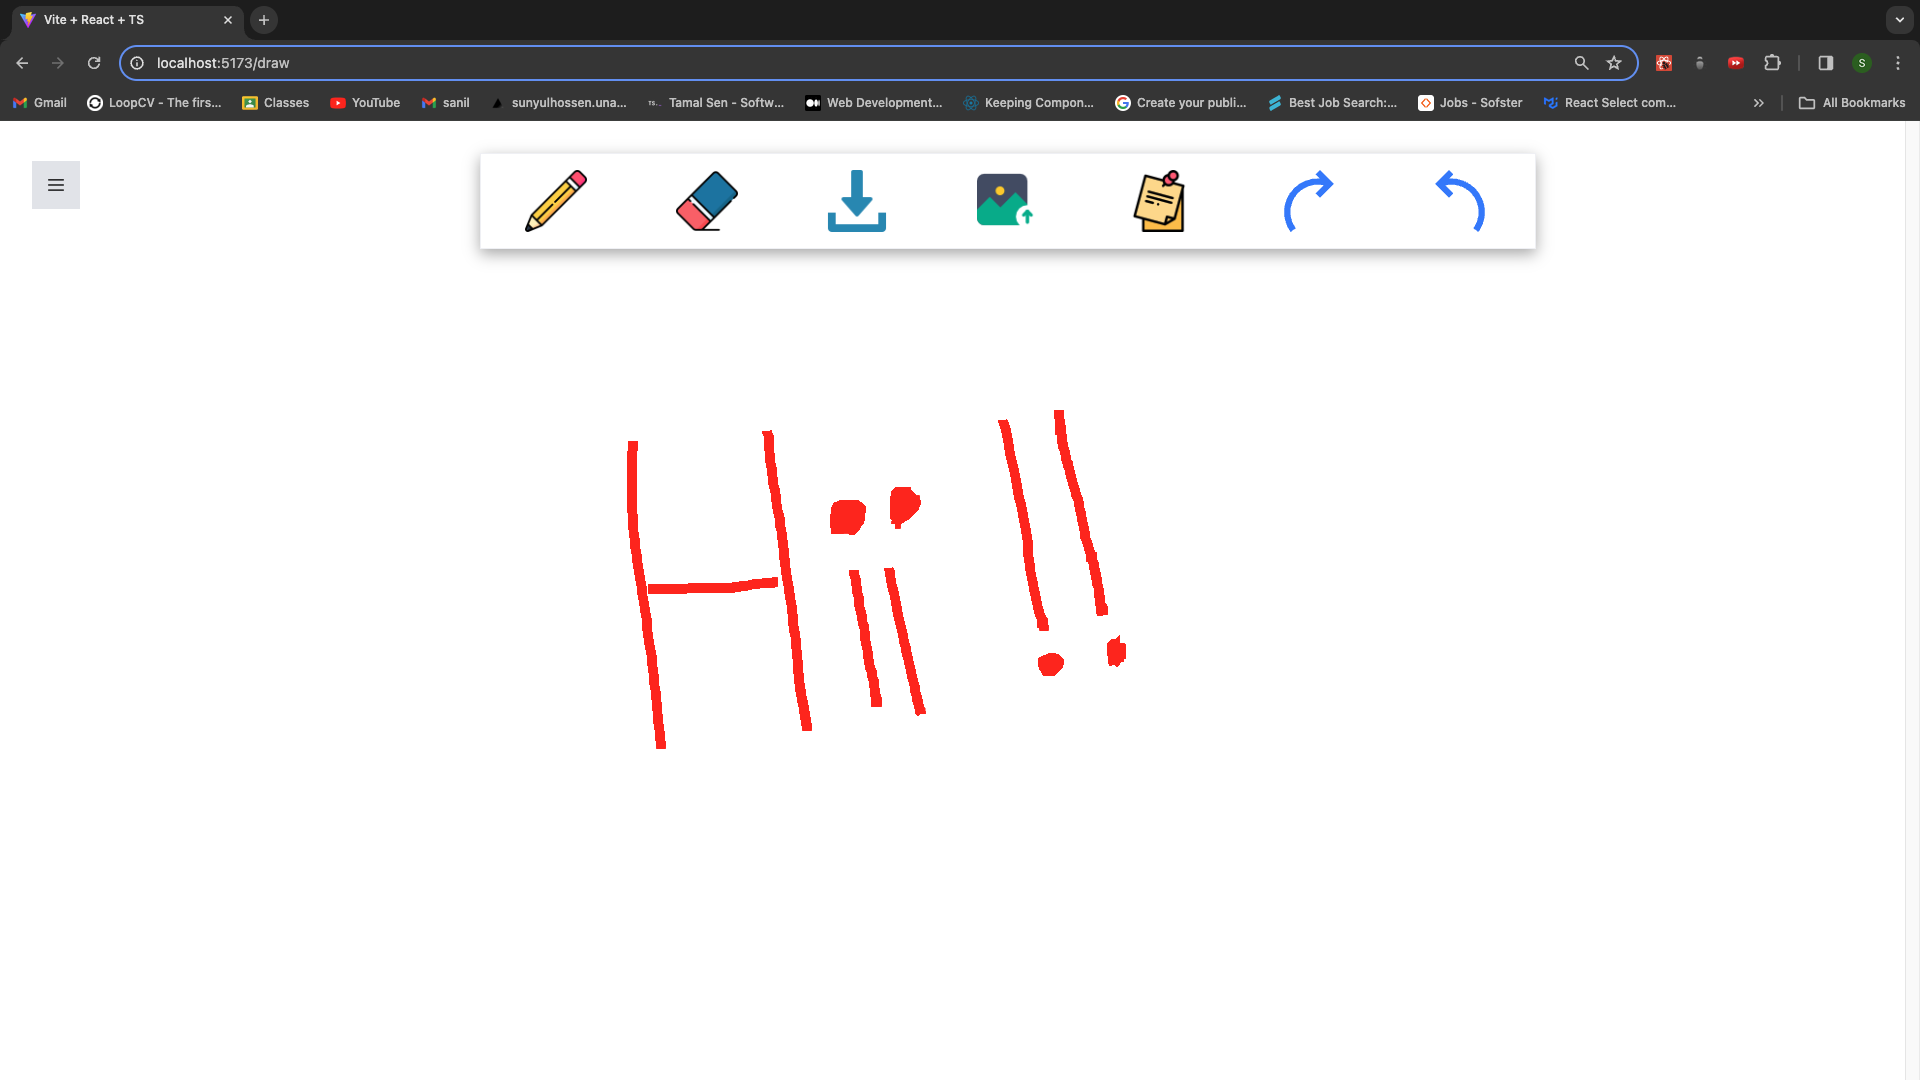 Vite + React + TS
localhost:5173/draw
Gmail LoopCV - The firs... Classes YouTube sanil sunyulhossen.una... TS. Tamal Sen - Softw... Web Development... Keeping Compon... Create your publi... Best Job Search:... Jobs - Sofster React Select com... All Bookmarks
S
Hii !!